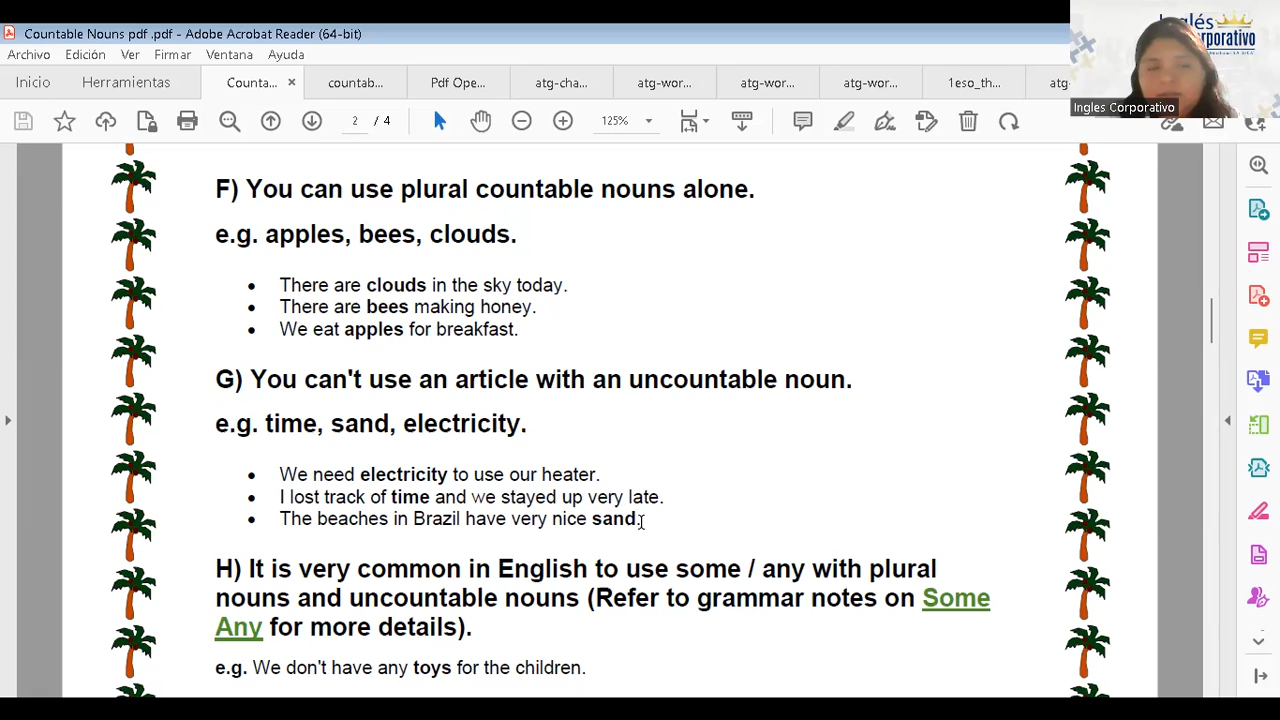 Countable Nouns pdf .pdf - Adobe Acrobat Reader (64-bit)
Archivo Edición Ver Firmar Ventana Ayuda
Inicio Herramientas Counta... × countab... Pdf Ope... atg-cha... atg-wor... atg-wor... atg-wor... 1eso_th...
2 / 4 125%
Inglés
Corporativo
Ingles Corporativo
F) You can use plural countable nouns alone.
e.g. apples, bees, clouds.
• There are clouds in the sky today.
• There are bees making honey.
• We eat apples for breakfast.
G) You can't use an article with an uncountable noun.
e.g. time, sand, electricity.
• We need electricity to use our heater.
• I lost track of time and we stayed up very late.
• The beaches in Brazil have very nice sand.
H) It is very common in English to use some / any with plural
nouns and uncountable nouns (Refer to grammar notes on Some
Any for more details).
e.g. We don't have any toys for the children.